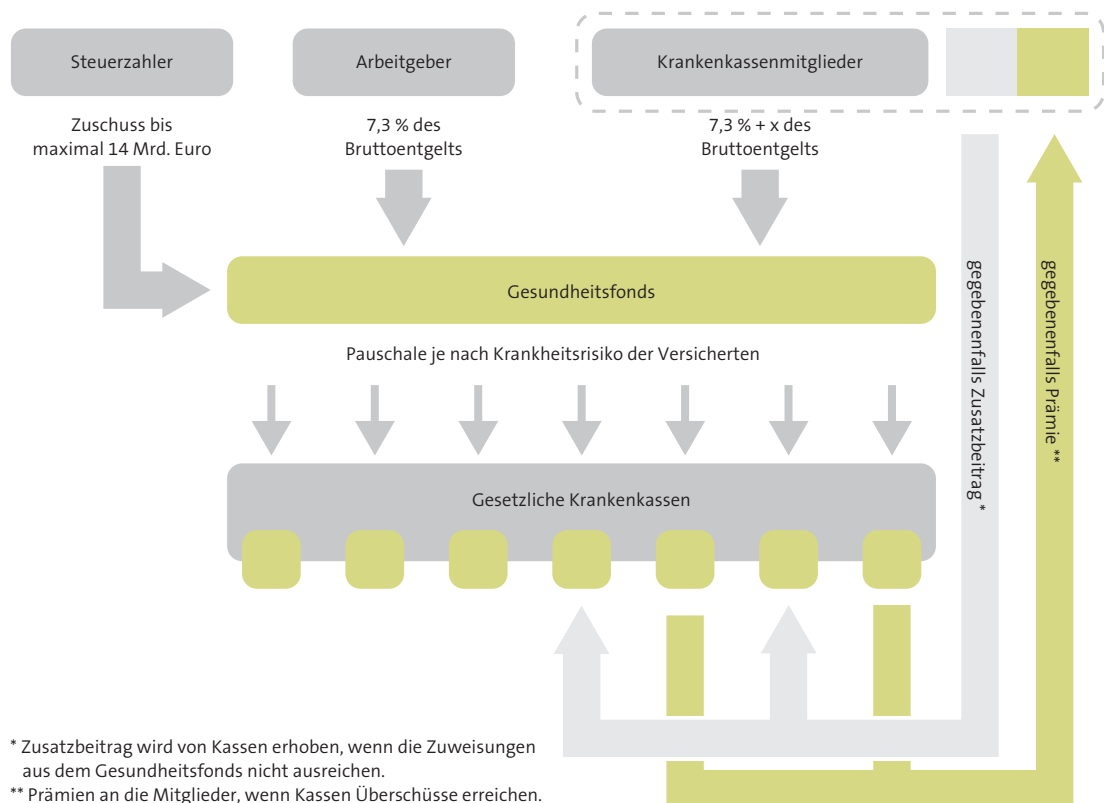 Steuerzahler
Arbeitgeber
Krankenkassenmitglieder
Zuschuss bis
maximal 14 Mrd. Euro
7,3 % des
Bruttoentgelts
7,3 % + x des
Bruttoentgelts
Gesundheitsfonds
Pauschale je nach Krankheitsrisiko der Versicherten
Gesetzliche Krankenkassen
gegebenenfalls Zusatzbeitrag *
gegebenenfalls Prämie **
* Zusatzbeitrag wird von Kassen erhoben, wenn die Zuweisungen
aus dem Gesundheitsfonds nicht ausreichen.
** Prämien an die Mitglieder, wenn Kassen Überschüsse erreichen.